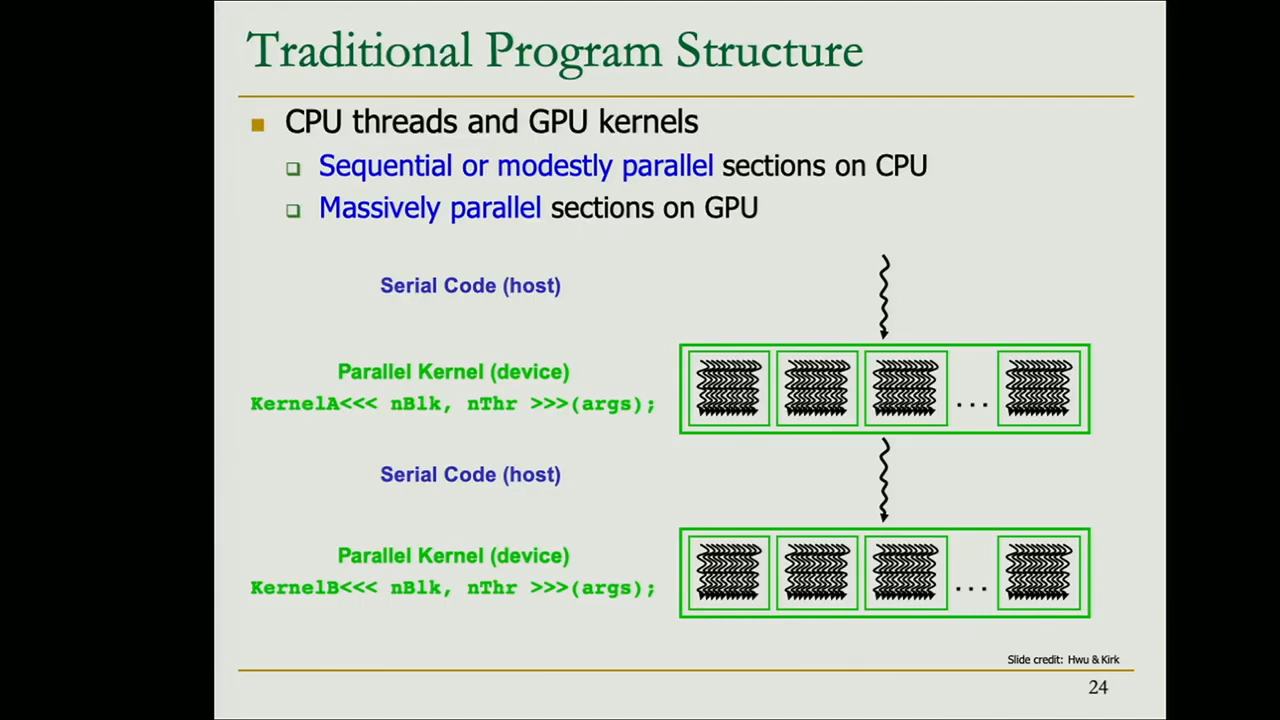 Traditional Program Structure
CPU threads and GPU kernels
Sequential or modestly parallel sections on CPU
Massively parallel sections on GPU
Serial Code (host)
Parallel Kernel (device)
KernelA<<< nBlk, nThr >>>(args);
...
Serial Code (host)
Parallel Kernel (device)
KernelB<<< nBlk, nThr >>>(args);
...
Slide credit: Hwu & Kirk
24